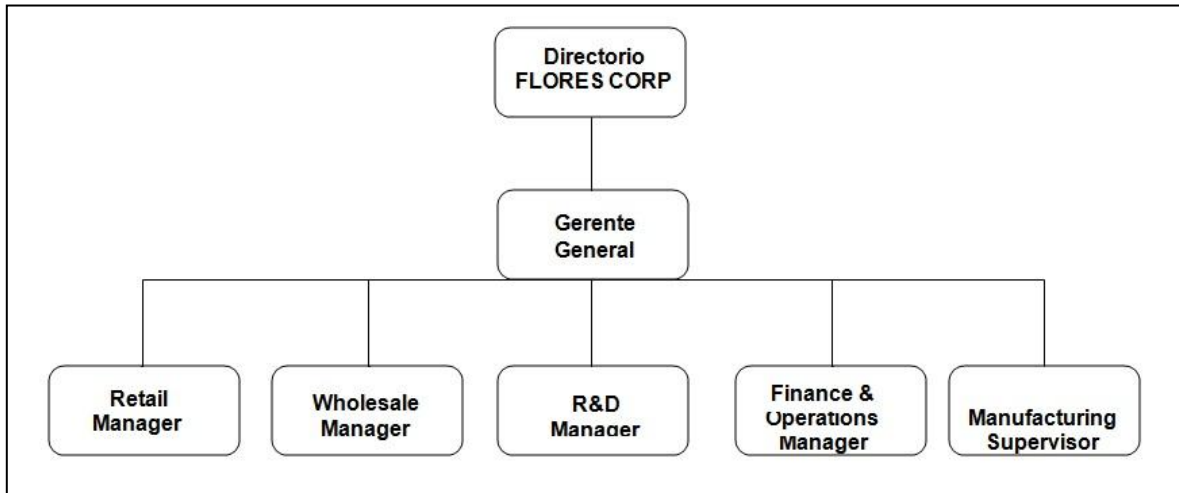 Directorio
FLORES CORP
Gerente
General
Retail
Manager
Wholesale
Manager
R&D
Manager
Finance &
Operations
Manager
Manufacturing
Supervisor